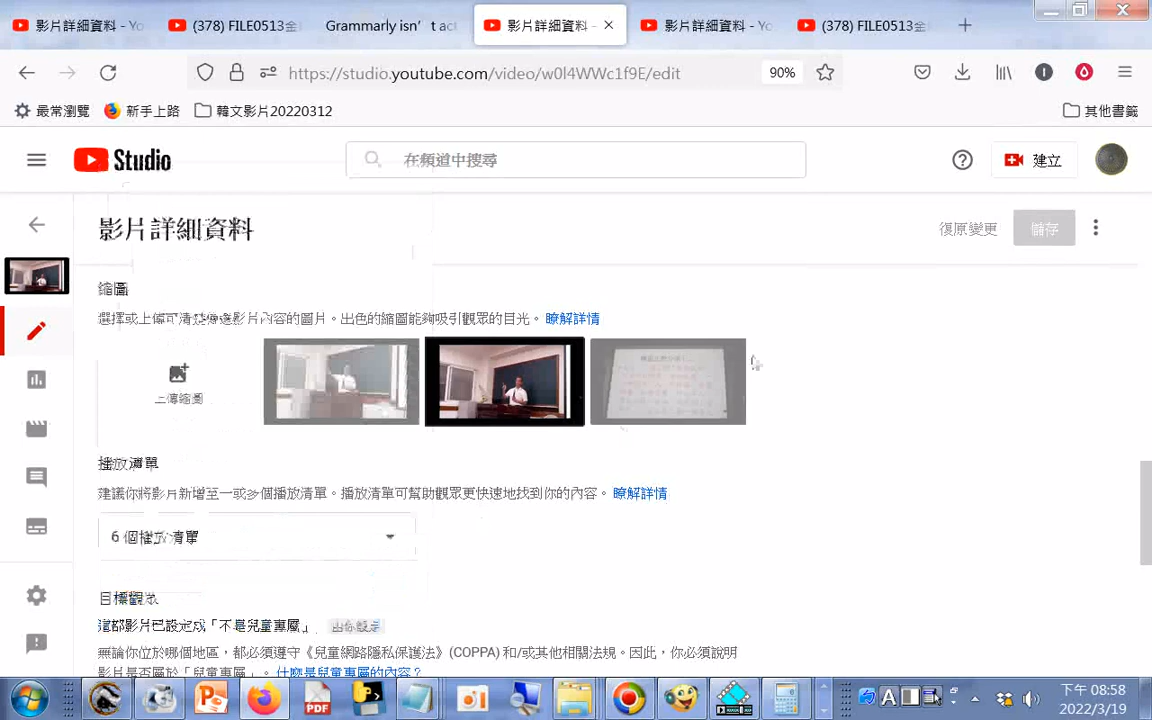 影片詳細資料 - Yo
(378) FILE0513金
Grammarly isn't act
影片詳細資料 -
影片詳細資料 - Yo
(378) FILE0513金
https://studio.youtube.com/video/w0l4WWc1f9E/edit
90%
最常瀏覽
新手上路
韓文影片20220312
其他書籤
Studio
在頻道中搜尋
建立
影片詳細資料
復原變更
儲存
縮圖
選擇或上傳可清楚傳達影片內容的圖片。出色的縮圖能夠吸引觀眾的目光。 瞭解詳情
上傳縮圖
播放清單
建議你將影片新增至一或多個播放清單。播放清單可幫助觀眾更快速地找到你的內容。 瞭解詳情
6 個播放清單
目標觀眾
這部影片已設定成「不是兒童專屬」 由你設定
無論你位於哪個地區，都必須遵守《兒童網路隱私保護法》(COPPA) 和/或其他相關法規。因此，你必須說明
影片是否屬於「兒童專屬」。 什麼是兒童專屬的內容？
PDF
A
下午 08:58
2022/3/19